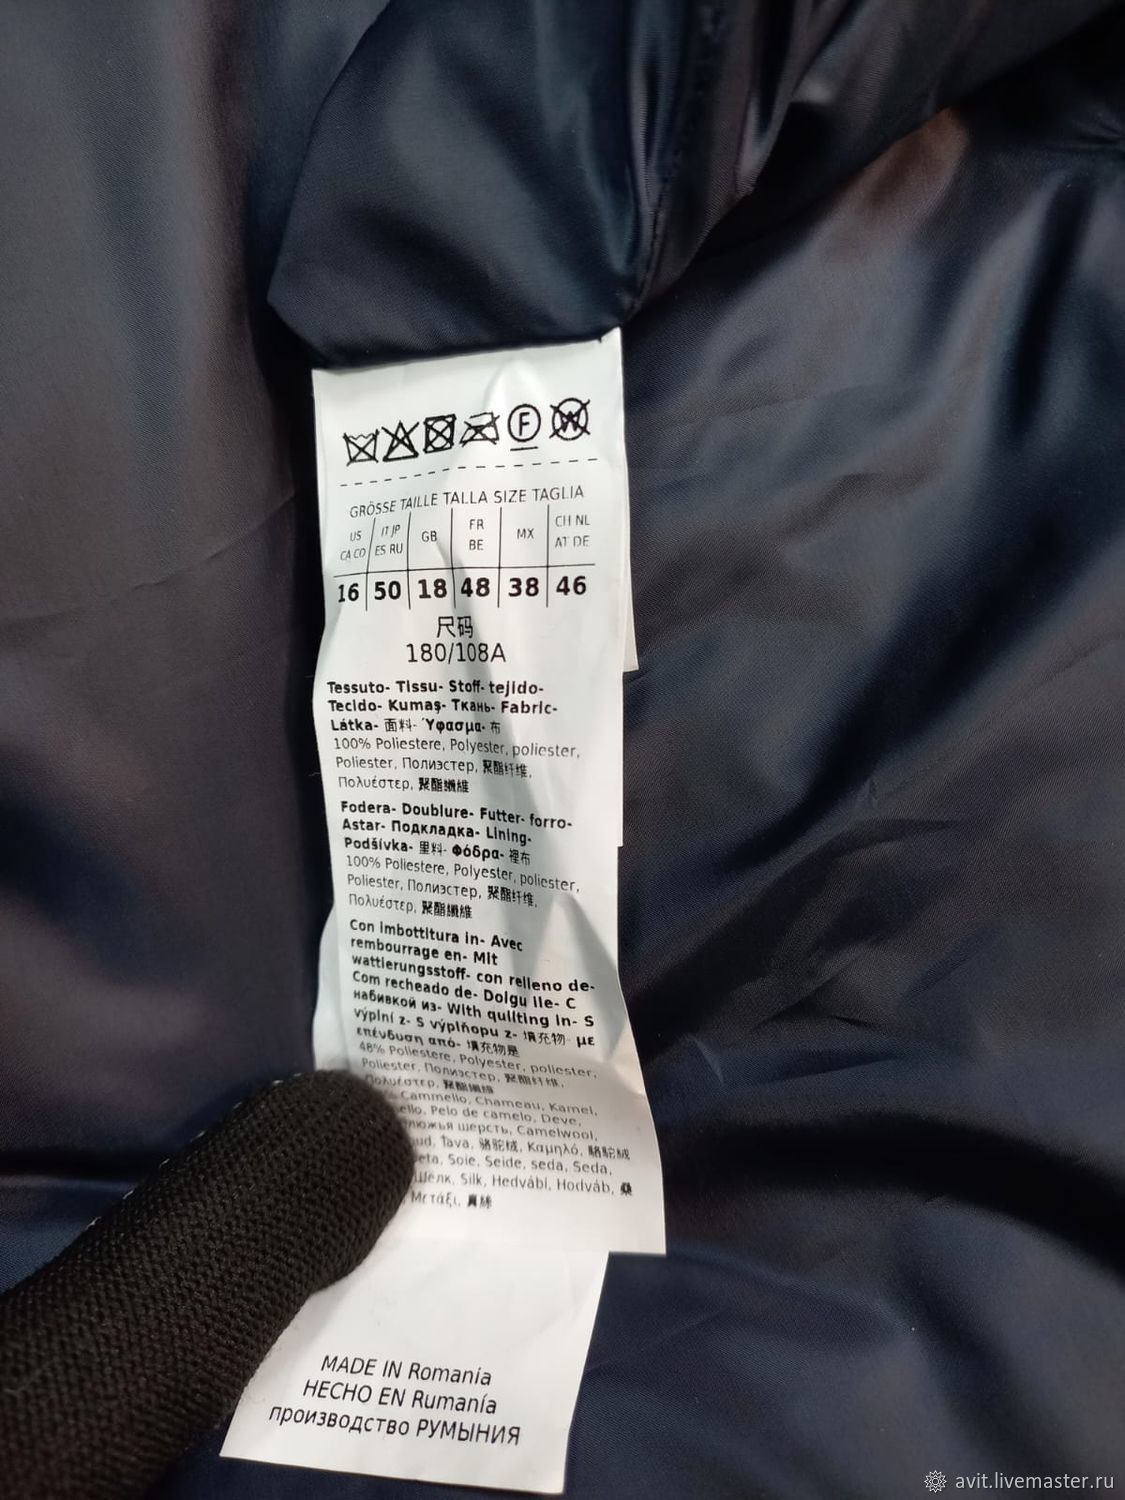 F W
GRÖSSE TAILLE TALLA SIZE TAGLIA
US CA CO IT JP ES RU GB FR BE MX CH NL AT DE
16 50 18 48 38 46
尺码
180/108A
Tessuto- Tissu- Stoff- tejido-
Tecido- Kumaş- Ткань- Fabric-
Látka- 面料- Ύφασμα- 布
100% Poliestere, Polyester, poliester,
Poliester, Полиэстер, 聚酯纤维,
Πολυέστερ, 聚酯纖維
Fodera- Doublure- Futter- forro-
Astar- Подкладка- Lining-
Podšívka- 里料- Φόδρα- 裡布
100% Poliestere, Polyester, poliester,
Poliester, Полиэстер, 聚酯纤维,
Πολυέστερ, 聚酯纖維
Con imbottitura in- Avec
rembourrage en- Mit
wattierungsstoff- con relleno de-
Com recheado de- Dolgu ile- С
набивкой из- With quilting in- S
výplní z- S výplňopu z- 填充物- με
επένδυση από- 填充物是
48% Poliestere, Polyester, poliester,
Poliester, Полиэстер, 聚酯纤维,
Πολυέστερ, 聚酯纖維
Cammello, Chameau, Kamel,
Pelo de camelo, Deve,
шерсть, Camelwool,
Ťava, 骆驼绒, Καμηλό, 駱駝絨
Soie, Seide, seda, Seda,
Шёлк, Silk, Hedvábí, Hodváb, 桑
Μετάξι, 真絲
MADE IN Romanía
HECHO EN Rumanía
производство РУМЫНИЯ
avit.livemaster.ru